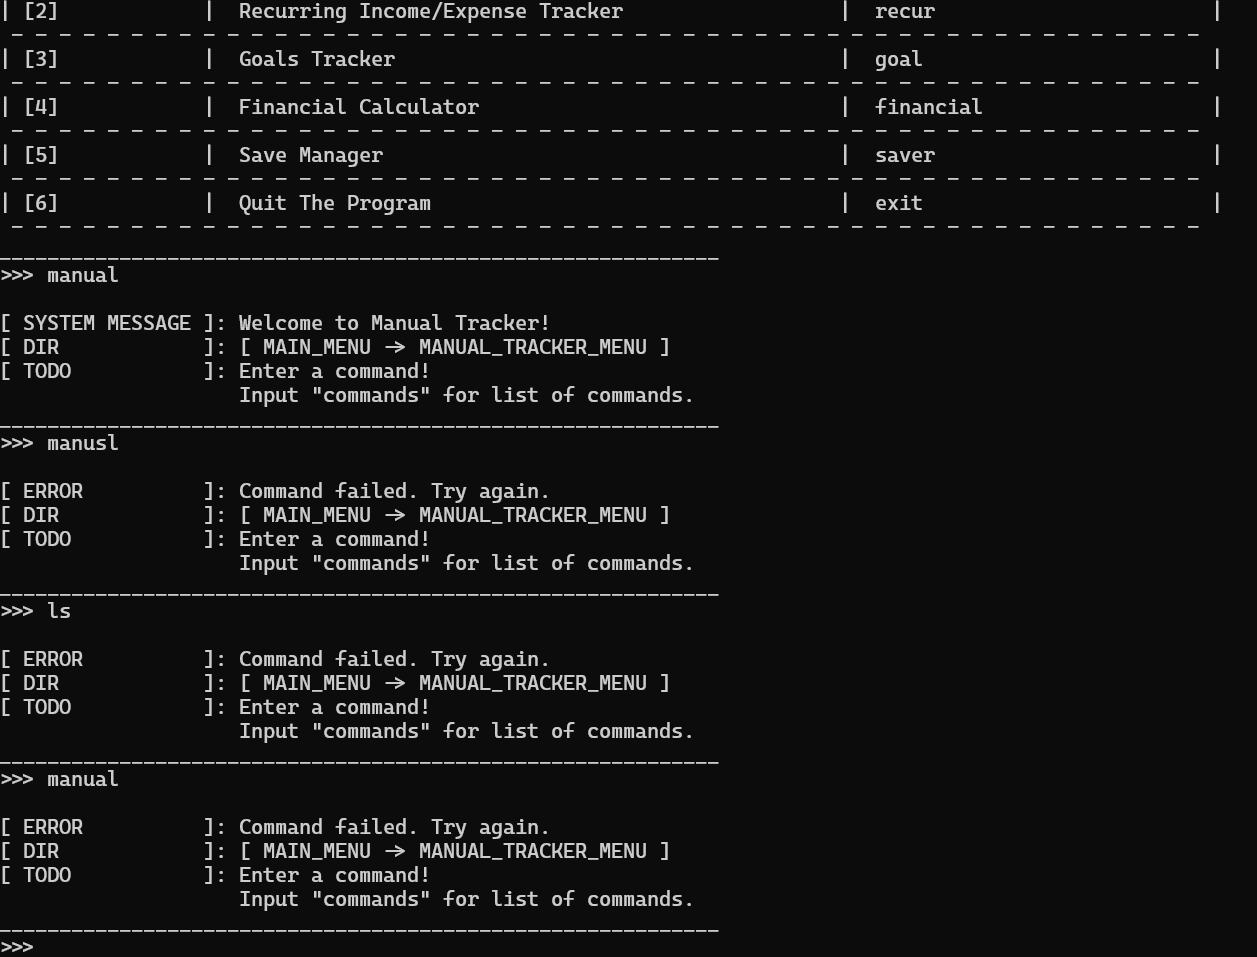 | [2] | Recurring Income/Expense Tracker | recur |
- - - - - - - - - - - - - - - - - - - - - - - - - - - - - - - - - - - - - - - - - - - - - - - - - -
| [3] | Goals Tracker | goal |
- - - - - - - - - - - - - - - - - - - - - - - - - - - - - - - - - - - - - - - - - - - - - - - - - -
| [4] | Financial Calculator | financial |
- - - - - - - - - - - - - - - - - - - - - - - - - - - - - - - - - - - - - - - - - - - - - - - - - -
| [5] | Save Manager | saver |
- - - - - - - - - - - - - - - - - - - - - - - - - - - - - - - - - - - - - - - - - - - - - - - - - -
| [6] | Quit The Program | exit |
- - - - - - - - - - - - - - - - - - - - - - - - - - - - - - - - - - - - - - - - - - - - - - - - - -
____________________________________________________________
>>> manual
[ SYSTEM MESSAGE ]: Welcome to Manual Tracker!
[ DIR ]: [ MAIN_MENU -> MANUAL_TRACKER_MENU ]
[ TODO ]: Enter a command!
Input "commands" for list of commands.
____________________________________________________________
>>> manusl
[ ERROR ]: Command failed. Try again.
[ DIR ]: [ MAIN_MENU -> MANUAL_TRACKER_MENU ]
[ TODO ]: Enter a command!
Input "commands" for list of commands.
____________________________________________________________
>>> ls
[ ERROR ]: Command failed. Try again.
[ DIR ]: [ MAIN_MENU -> MANUAL_TRACKER_MENU ]
[ TODO ]: Enter a command!
Input "commands" for list of commands.
____________________________________________________________
>>> manual
[ ERROR ]: Command failed. Try again.
[ DIR ]: [ MAIN_MENU -> MANUAL_TRACKER_MENU ]
[ TODO ]: Enter a command!
Input "commands" for list of commands.
____________________________________________________________
>>>